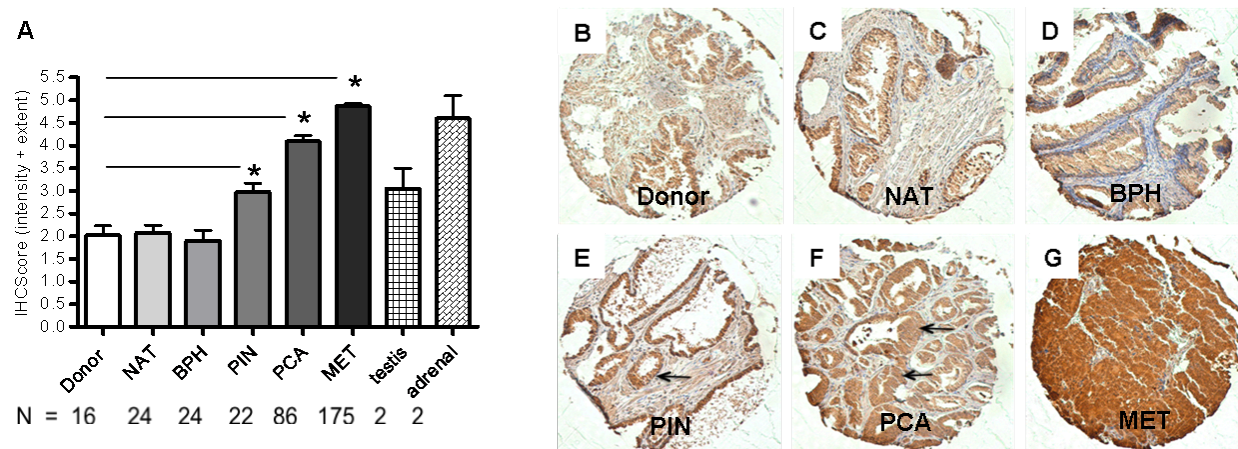 A
IHCScore (intensity + extent)
5.5
5.0
4.5
4.0
3.5
3.0
2.5
2.0
1.5
1.0
0.5
0.0
*
*
*
Donor NAT BPH PIN PCA MET testis adrenal
N = 16 24 24 22 86 175 2 2
B
Donor
C
NAT
D
BPH
E
PIN
F
PCA
G
MET